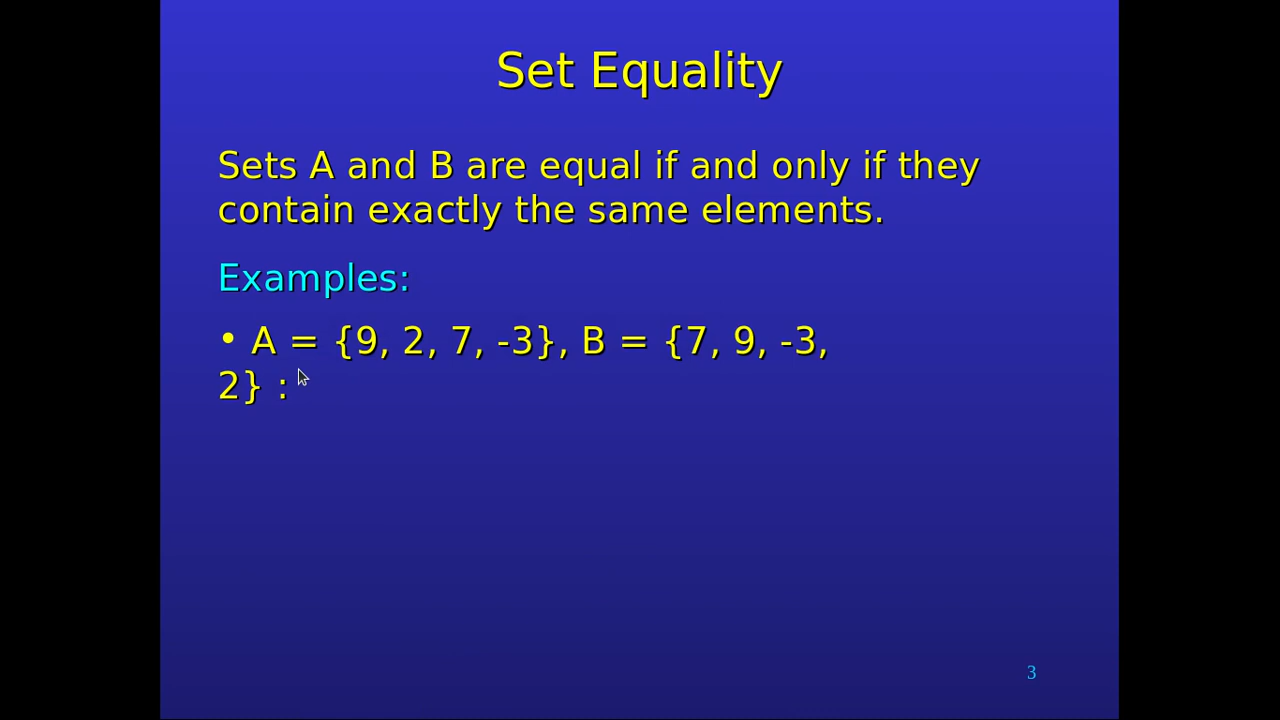 Set Equality
Sets A and B are equal if and only if they
contain exactly the same elements.
Examples:
• A = {9, 2, 7, -3}, B = {7, 9, -3,
2} :
3